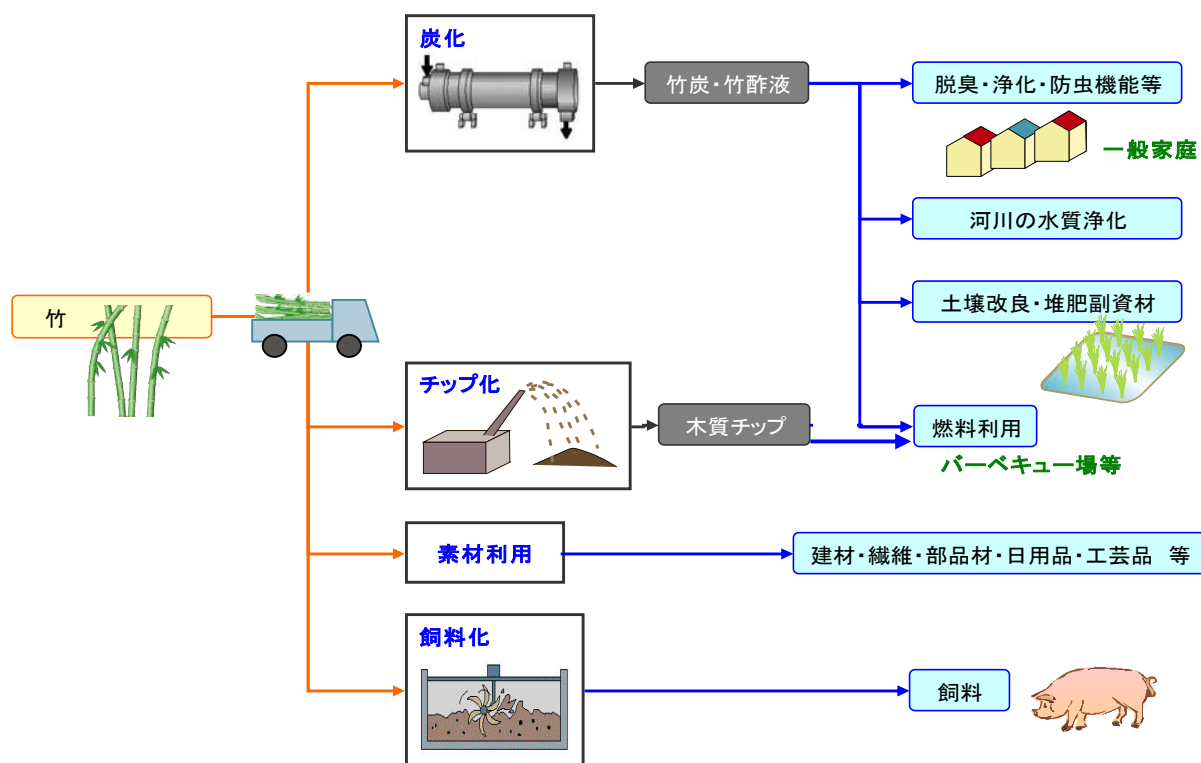 炭化
竹炭・竹酢液
脱臭・浄化・防虫機能等
一般家庭
河川の水質浄化
竹
土壌改良・堆肥副資材
チップ化
木質チップ
燃料利用
バーベキュー場等
素材利用
建材・繊維・部品材・日用品・工芸品　等
飼料化
飼料